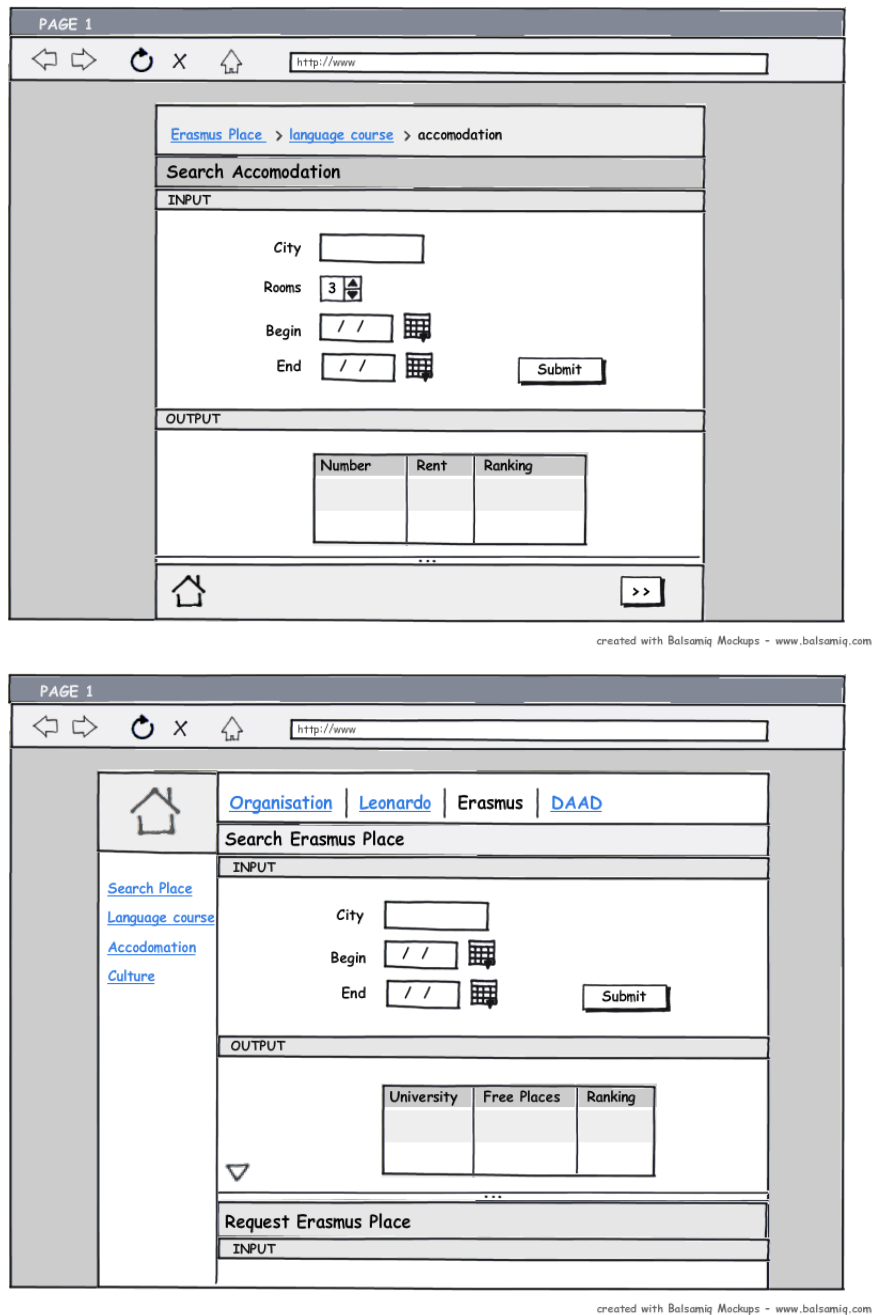 PAGE 1
http://www
Erasmus Place > language course > accomodation
Search Accomodation
INPUT
City
Rooms 3
Begin / /
End / /
Submit
OUTPUT
Number Rent Ranking
...
>>
created with Balsamiq Mockups - www.balsamiq.com
PAGE 1
http://www
Organisation | Leonardo | Erasmus | DAAD
Search Erasmus Place
INPUT
Search Place
Language course
Accodomation
Culture
City
Begin / /
End / /
Submit
OUTPUT
University Free Places Ranking
...
Request Erasmus Place
INPUT
created with Balsamiq Mockups - www.balsamiq.com